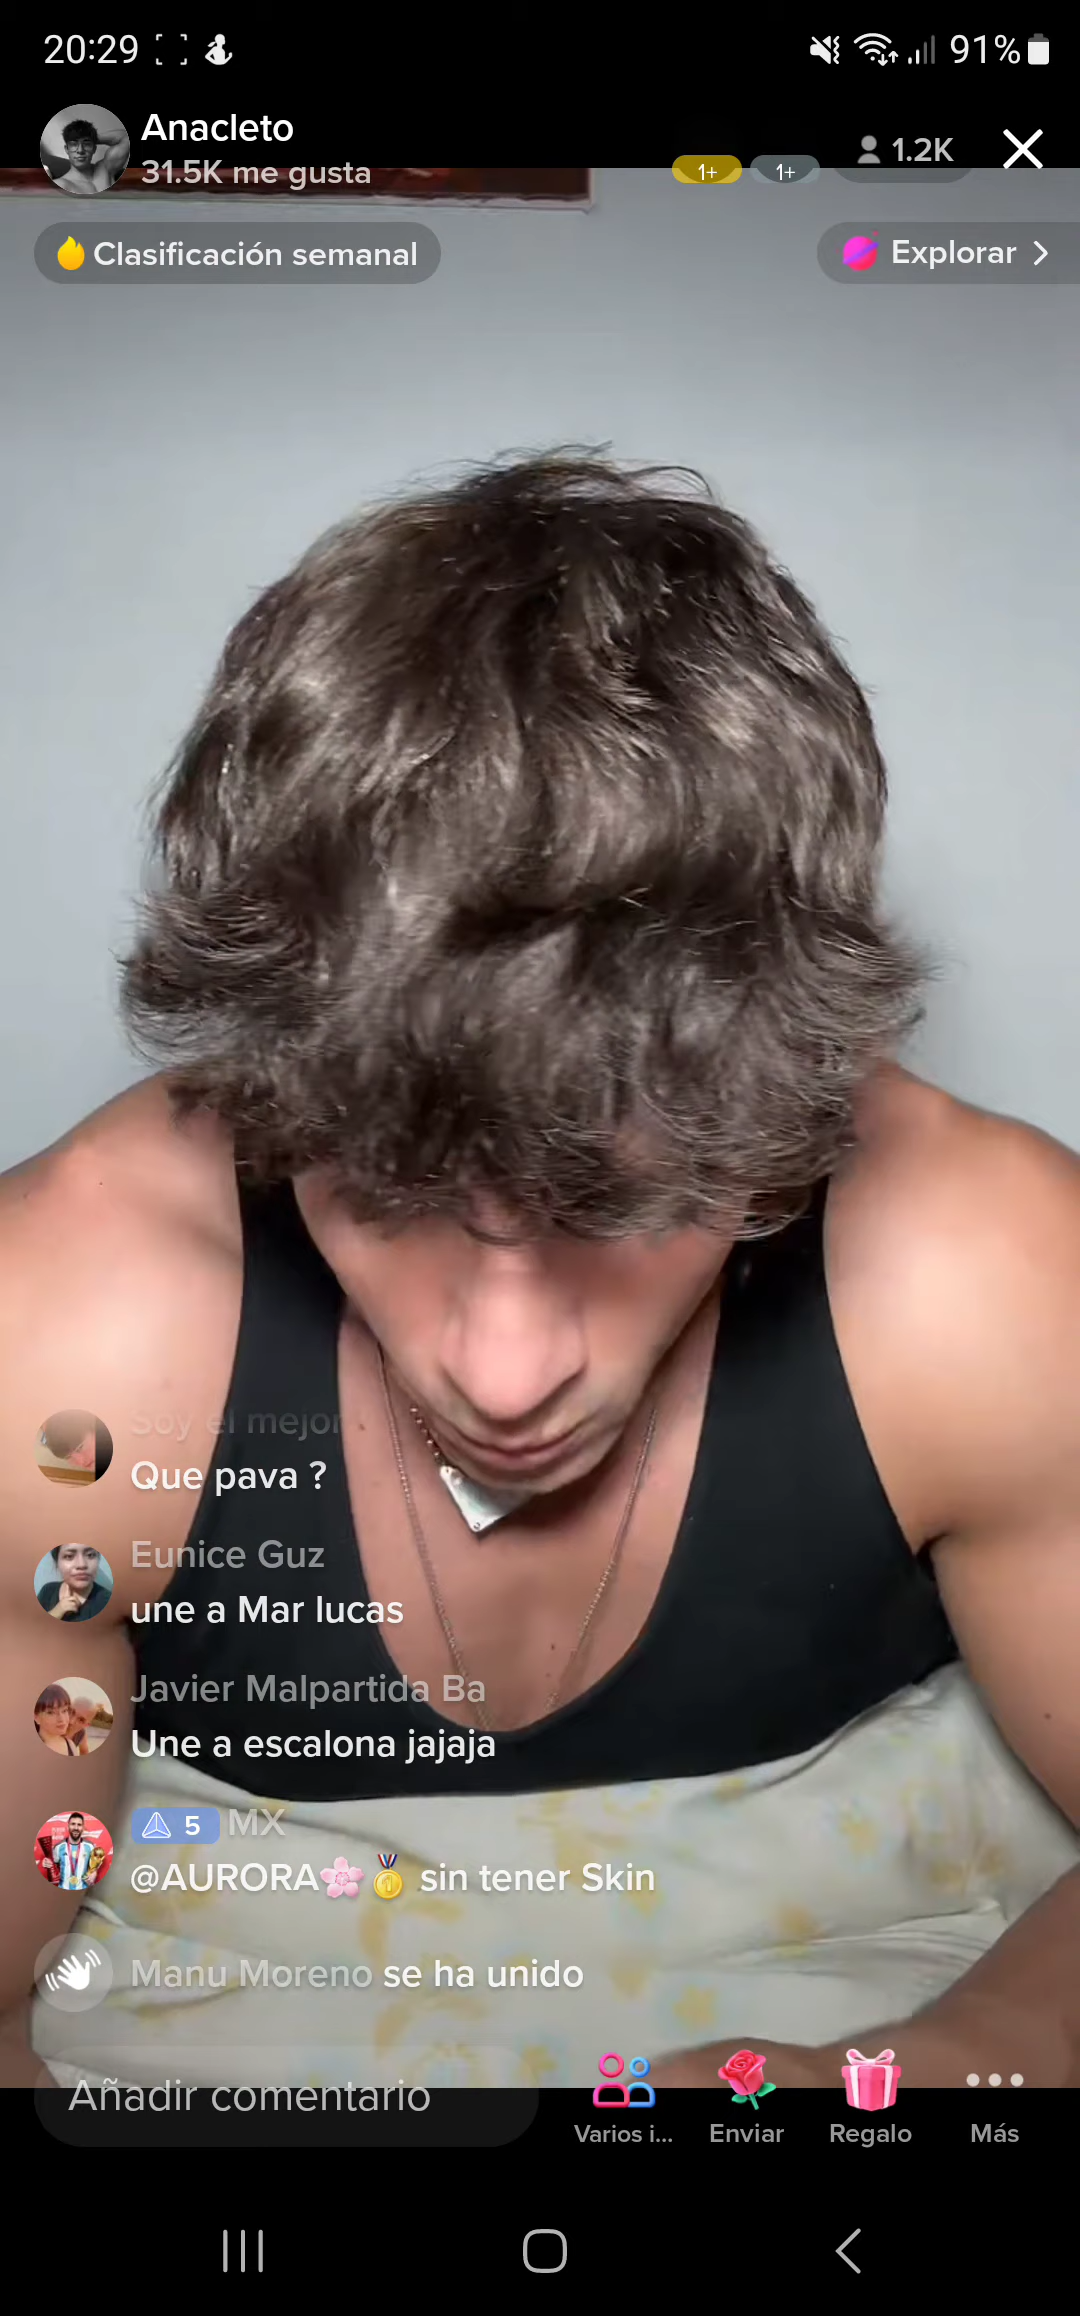 20:29
91%
Anacleto
31.5K me gusta
1+
1+
1.2K
Clasificación semanal
Explorar
Soy el mejor
Que pava ?
Eunice Guz
une a Mar lucas
Javier Malpartida Ba
Une a escalona jajaja
5 MX
@AURORA🌸🏅 sin tener Skin
Manu Moreno se ha unido
Añadir comentario
Varios i...
Enviar
Regalo
Más